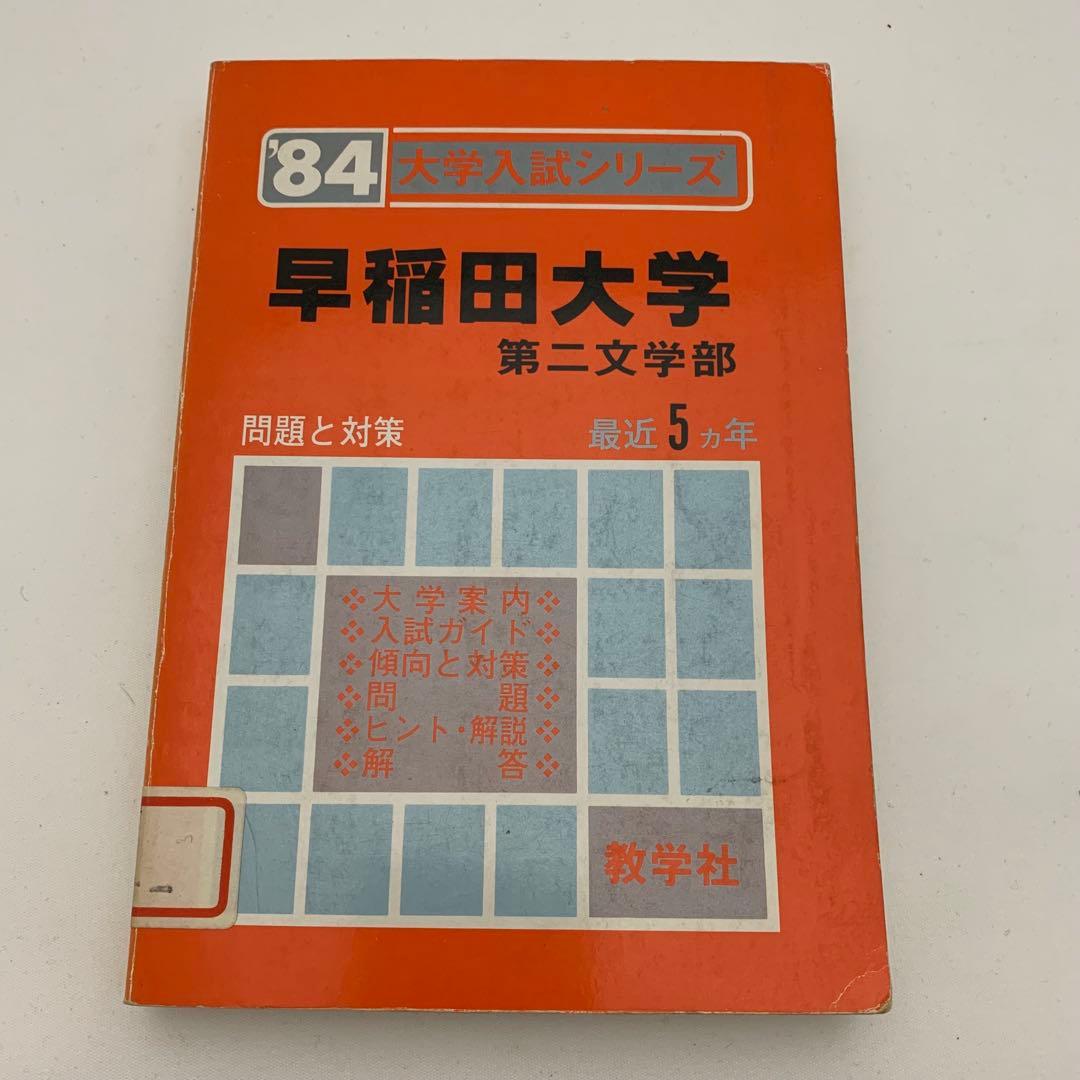 '84 大学入試シリーズ
早稲田大学
第二文学部
問題と対策 最近5ヵ年
❖大学案内❖
❖入試ガイド❖
❖傾向と対策❖
❖問題❖
❖ヒント・解説❖
❖解答❖
教学社